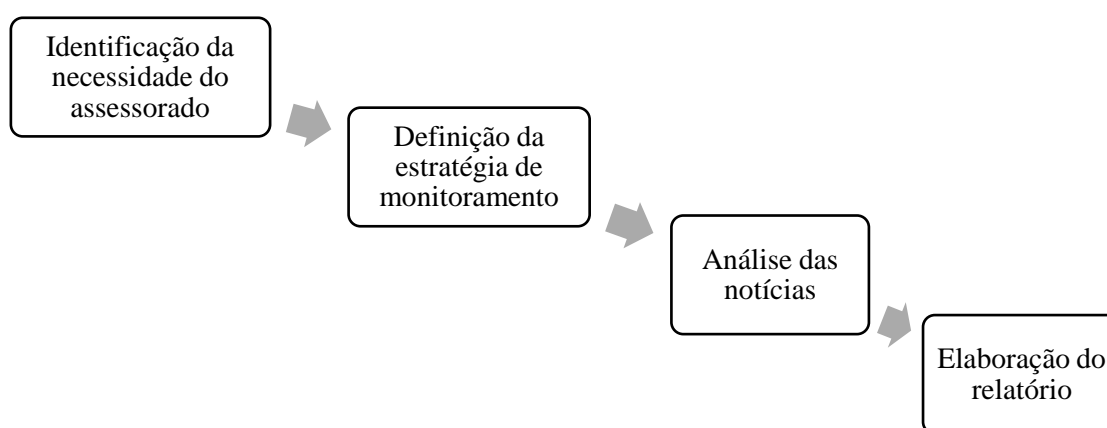 Identificação da
necessidade do
assessorado
Definição da
estratégia de
monitoramento
Análise das
notícias
Elaboração do
relatório